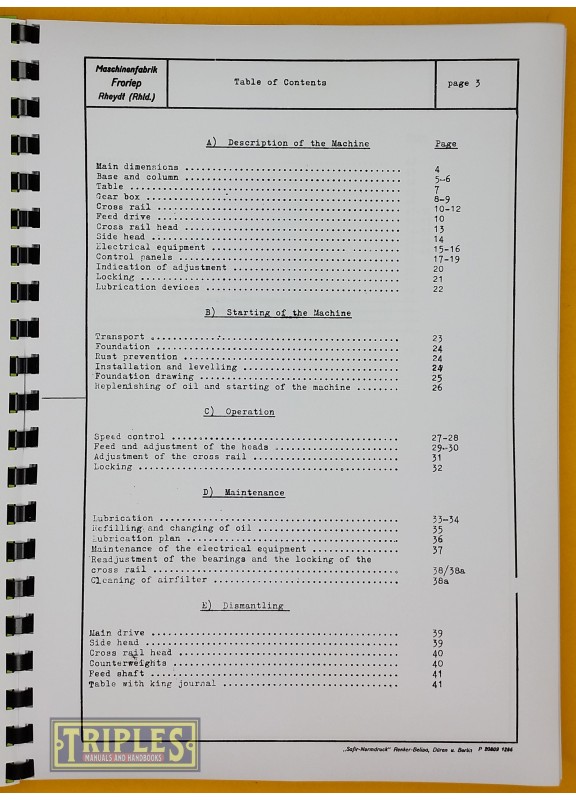 Maschinenfabrik
Froriep
Rheydt (Rhld.)
Table of Contents
page 3
A) Description of the Machine Page
Main dimensions ........................................ 4
Base and column ........................................ 5-6
Table .................................................. 7
Gear box ............................................... 8-9
Cross rail ............................................. 10-12
Feed drive ............................................. 10
Cross rail head ........................................ 13
Side head .............................................. 14
Electrical equipment ................................... 15-16
Control panels ......................................... 17-19
Indication of adjustment ............................... 20
Locking ................................................ 21
Lubrication devices .................................... 22
B) Starting of the Machine
Transport .............................................. 23
Foundation ............................................. 24
Rust prevention ........................................ 24
Installation and levelling ............................. 24
Foundation drawing ..................................... 25
Replenishing of oil and starting of the machine ........ 26
C) Operation
Speed control .......................................... 27-28
Feed and adjustment of the heads ....................... 29-30
Adjustment of the cross rail ........................... 31
Locking ................................................ 32
D) Maintenance
Lubrication ............................................ 33-34
Refilling and changing of oil .......................... 35
Lubrication plan ....................................... 36
Maintenance of the electrical equipment ................ 37
Readjustment of the bearings and the locking of the
cross rail ............................................. 38/38a
Cleaning of airfilter .................................. 38a
E) Dismantling
Main drive ............................................. 39
Side head .............................................. 39
Cross rail head ........................................ 40
Counterweights ......................................... 40
Feed shaft ............................................. 41
Table with king journal ................................ 41
TRIPLES
MANUALS AND HANDBOOKS
„Safir-Normdruck" Renker-Belipa, Düren u. Berlin P 20809 1264